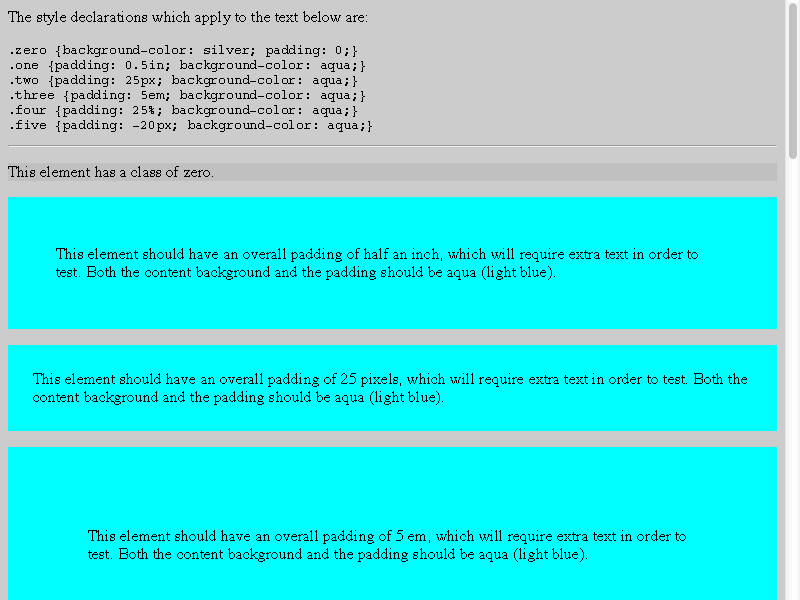 The style declarations which apply to the text below are:
.zero {background-color: silver; padding: 0;}
.one {padding: 0.5in; background-color: aqua;}
.two {padding: 25px; background-color: aqua;}
.three {padding: 5em; background-color: aqua;}
.four {padding: 25%; background-color: aqua;}
.five {padding: -20px; background-color: aqua;}
This element has a class of zero.
This element should have an overall padding of half an inch, which will require extra text in order to
test. Both the content background and the padding should be aqua (light blue).
This element should have an overall padding of 25 pixels, which will require extra text in order to test. Both the
content background and the padding should be aqua (light blue).
This element should have an overall padding of 5 em, which will require extra text in order to
test. Both the content background and the padding should be aqua (light blue).